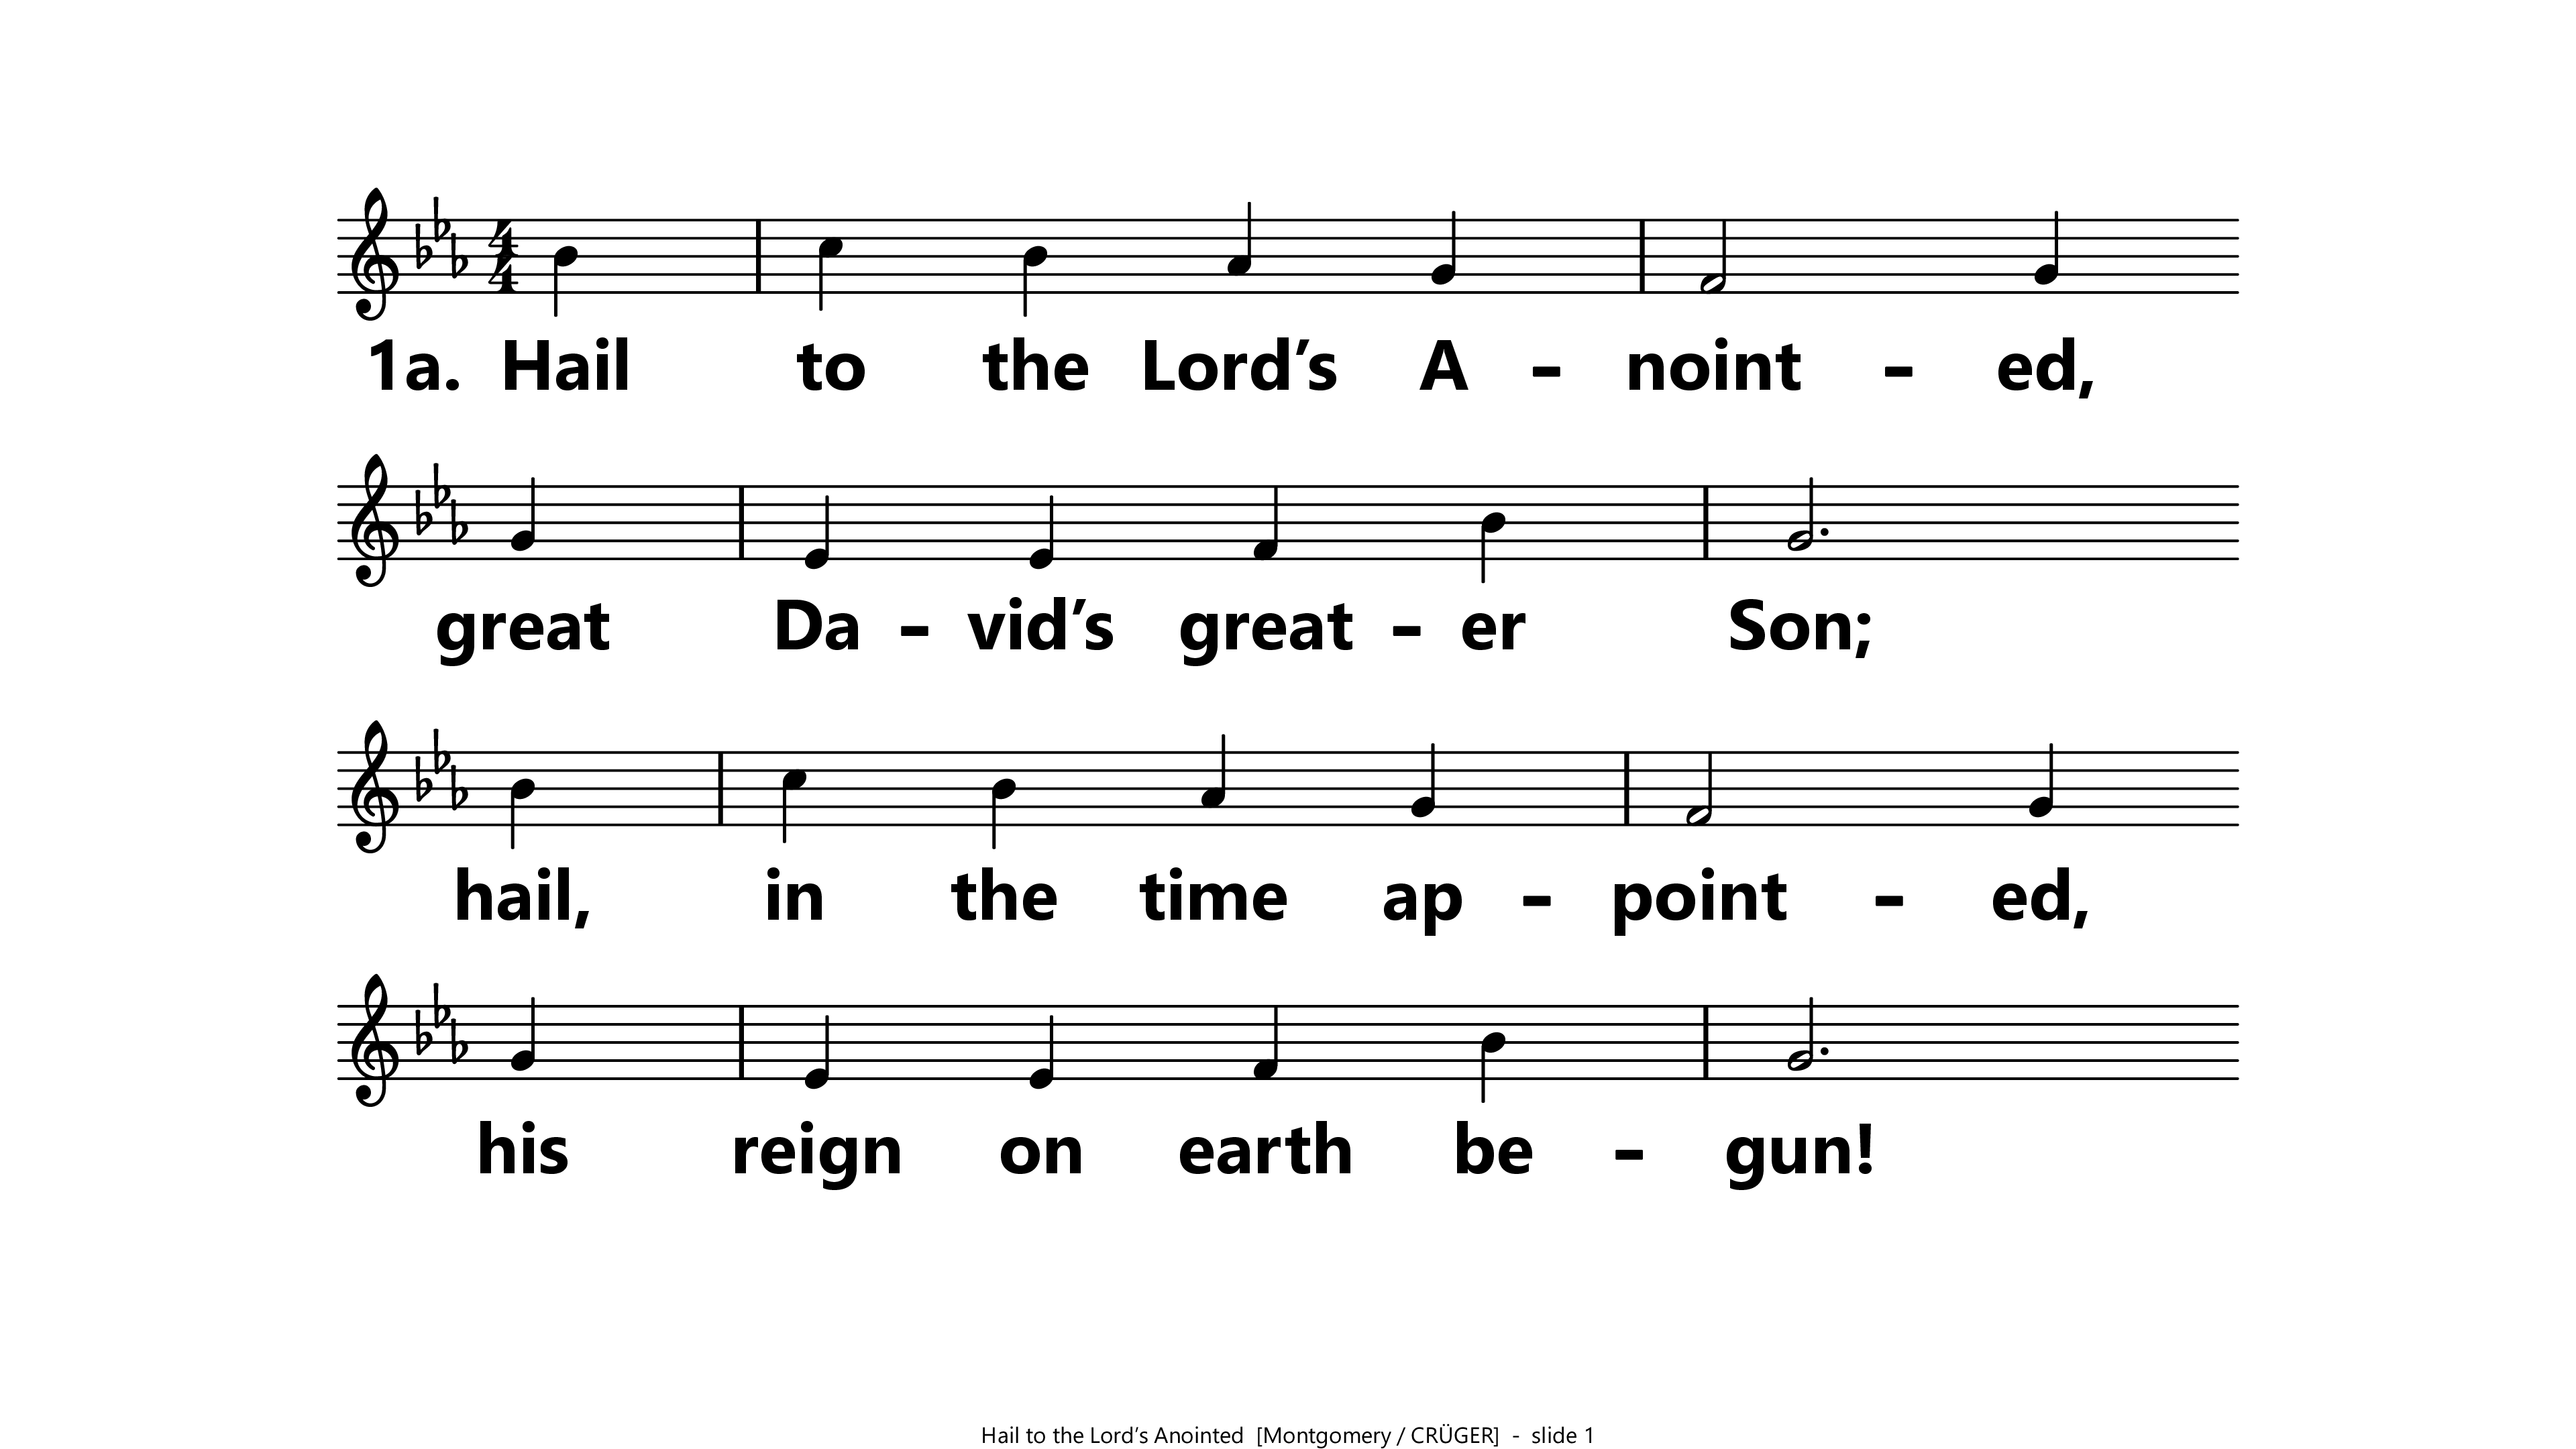 1a. Hail to the Lord’s A - noint - ed,
great Da - vid’s great - er Son;
hail, in the time ap - point - ed,
his reign on earth be - gun!
Hail to the Lord’s Anointed [Montgomery / CRÜGER] - slide 1